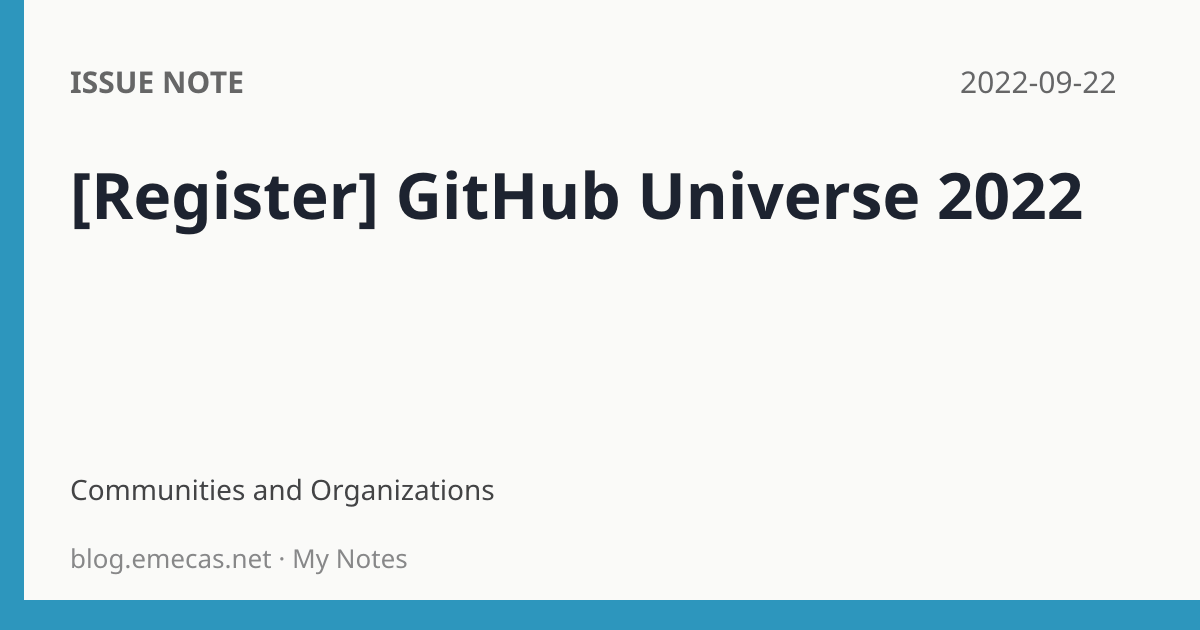 ISSUE NOTE 2022-09-22
[Register] GitHub Universe 2022
Communities and Organizations
blog.emecas.net · My Notes